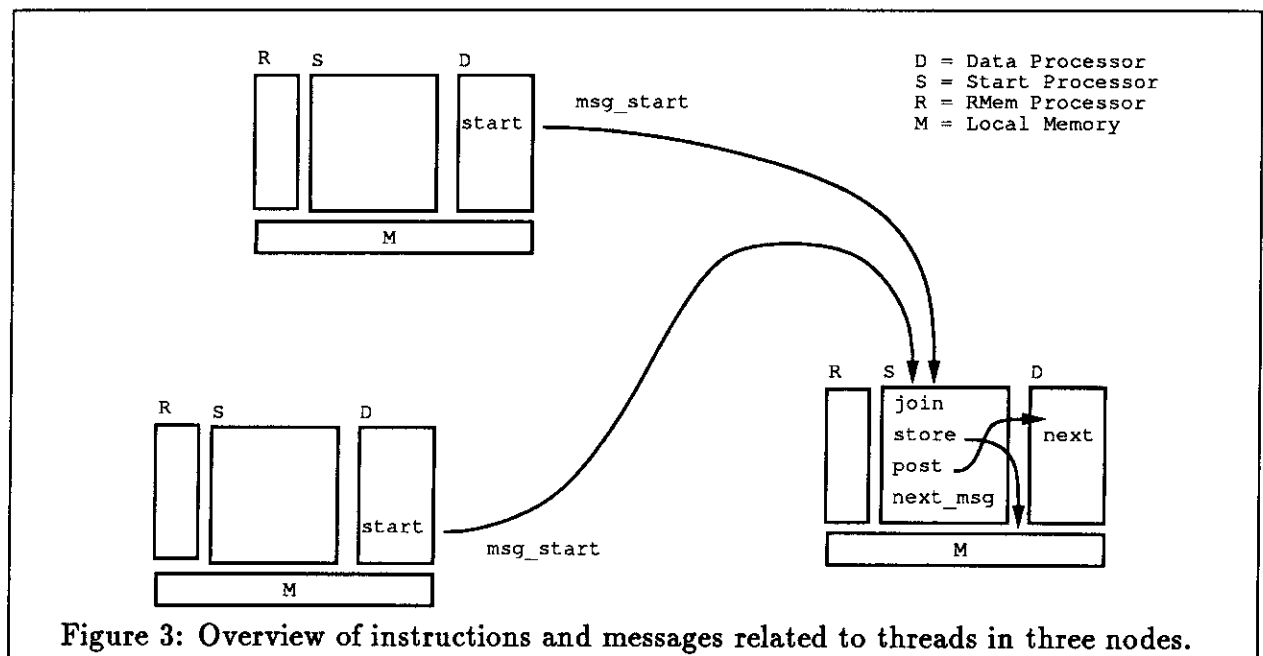 R S D
msg_start
start
M
D = Data Processor
S = Start Processor
R = RMem Processor
M = Local Memory
R S D
start
msg_start
M
R S D
join
store
post
next_msg
next
M
Figure 3: Overview of instructions and messages related to threads in three nodes.